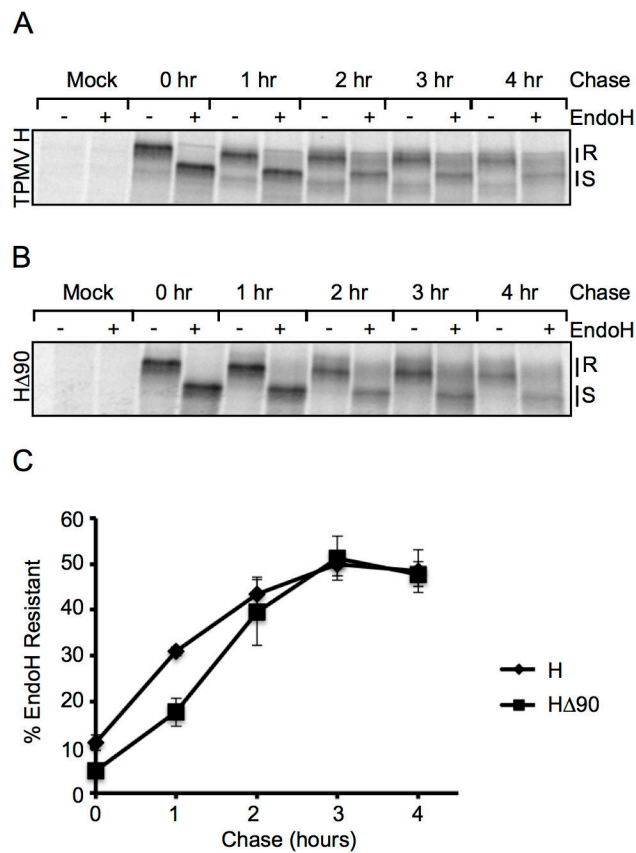 A
Mock 0 hr 1 hr 2 hr 3 hr 4 hr Chase
- + - + - + - + - + - + EndoH
TPMV H
R
S
B
Mock 0 hr 1 hr 2 hr 3 hr 4 hr Chase
- + - + - + - + - + - + EndoH
HΔ90
R
S
C
60
50
40
30
20
10
0
% EndoH Resistant
0 1 2 3 4
Chase (hours)
H
HΔ90